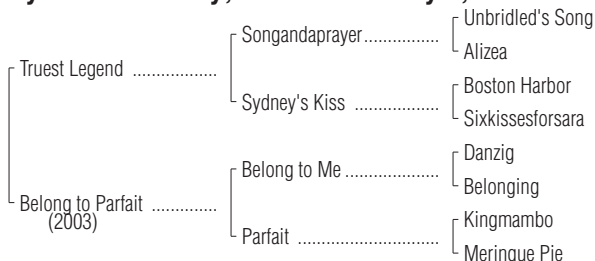 Unbridled's Song
Songandaprayer
Alizea
Truest Legend
Boston Harbor
Sydney's Kiss
Sixkissesforsara
Danzig
Belong to Me
Belonging
Belong to Parfait
(2003)
Kingmambo
Parfait
Meringue Pie